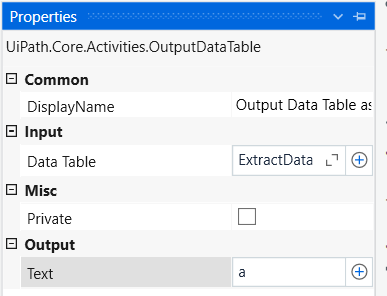 Properties
UiPath.Core.Activities.OutputDataTable
Common
DisplayName Output Data Table as
Input
Data Table ExtractData
Misc
Private
Output
Text a